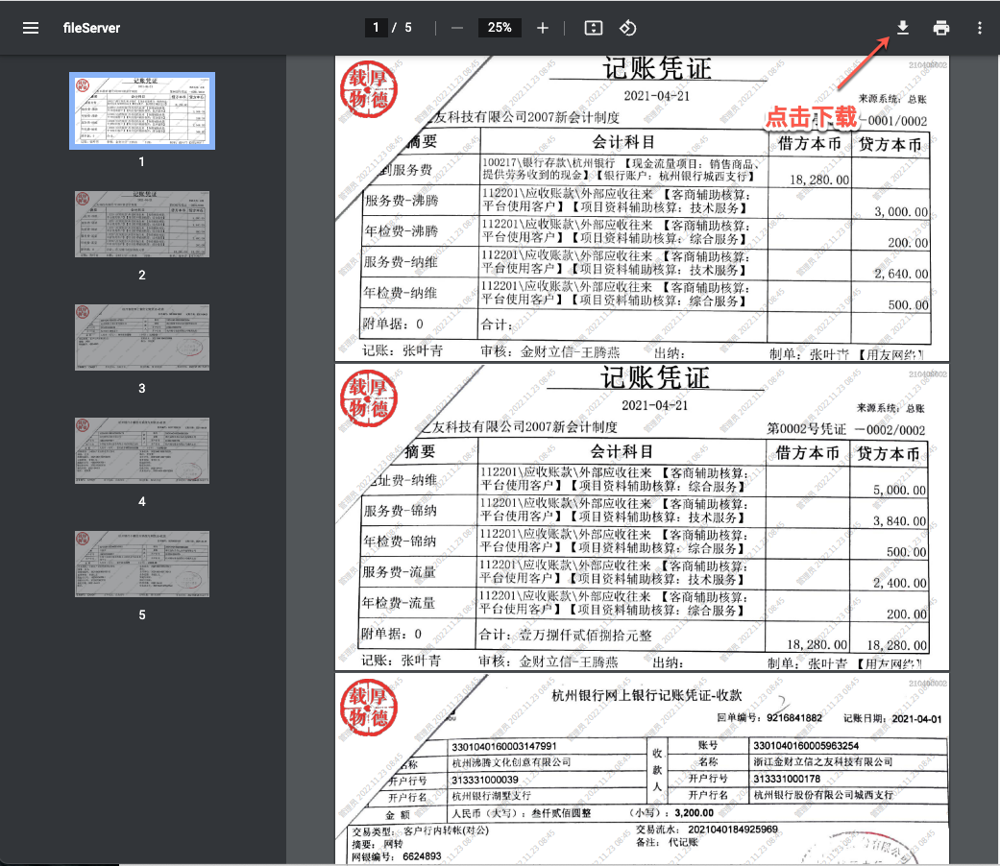 fileServer
1 / 5
25%
点击下载
1
2
3
4
5
载厚物德
记账凭证
210400002
2021-04-21
来源系统: 总账
之友科技有限公司2007新会计制度
-0001/0002
摘要 会计科目 借方本币 贷方本币
到服务费 100217\银行存款\杭州银行 【现金流量项目: 销售商品、
提供劳务收到的现金】【银行账户: 杭州银行城西支行】 18,280.00
服务费-沸腾 112201\应收账款\外部应收往来 【客商辅助核算:
平台使用客户】【项目资料辅助核算: 技术服务】 3,000.00
年检费-沸腾 112201\应收账款\外部应收往来 【客商辅助核算:
平台使用客户】【项目资料辅助核算: 综合服务】 200.00
服务费-纳维 112201\应收账款\外部应收往来 【客商辅助核算:
平台使用客户】【项目资料辅助核算: 技术服务】 2,640.00
年检费-纳维 112201\应收账款\外部应收往来 【客商辅助核算:
平台使用客户】【项目资料辅助核算: 综合服务】 500.00
附单据: 0 合计:
记账: 张叶青 审核: 金财立信-王腾燕 出纳: 制单: 张叶青 【用友网络】
载厚物德
记账凭证
210400002
2021-04-21
来源系统: 总账
之友科技有限公司2007新会计制度
第0002号凭证 -0002/0002
摘要 会计科目 借方本币 贷方本币
地址费-纳维 112201\应收账款\外部应收往来 【客商辅助核算:
平台使用客户】【项目资料辅助核算: 综合服务】 5,000.00
服务费-锦纳 112201\应收账款\外部应收往来 【客商辅助核算:
平台使用客户】【项目资料辅助核算: 技术服务】 3,840.00
年检费-锦纳 112201\应收账款\外部应收往来 【客商辅助核算:
平台使用客户】【项目资料辅助核算: 综合服务】 500.00
服务费-流量 112201\应收账款\外部应收往来 【客商辅助核算:
平台使用客户】【项目资料辅助核算: 技术服务】 2,400.00
年检费-流量 112201\应收账款\外部应收往来 【客商辅助核算:
平台使用客户】【项目资料辅助核算: 综合服务】 200.00
附单据: 0 合计: 壹万捌仟贰佰捌拾元整 18,280.00 18,280.00
记账: 张叶青 审核: 金财立信-王腾燕 出纳: 制单: 张叶青 【用友网络】
载厚物德
210400002
杭州银行网上银行记账凭证-收款
回单编号: 9216841882 记账日期: 2021-04-01
3301040160003147991 收款人 账号 3301040160005963254
名称 杭州沸腾文化创意有限公司 名称 浙江金财立信之友科技有限公司
开户行号 313331000039 开户行号 313331000178
开户行名 杭州银行湖墅支行 开户行名 杭州银行股份有限公司城西支行
金额 人民币(大写): 叁仟贰佰圆整 (小写): 3,200.00
交易类型: 客户行内转帐(对公) 交易流水: 2021040184925969
摘要: 网转 备注: 代记账
网银编号: 6624893
管理员 2022.11.23 08:45